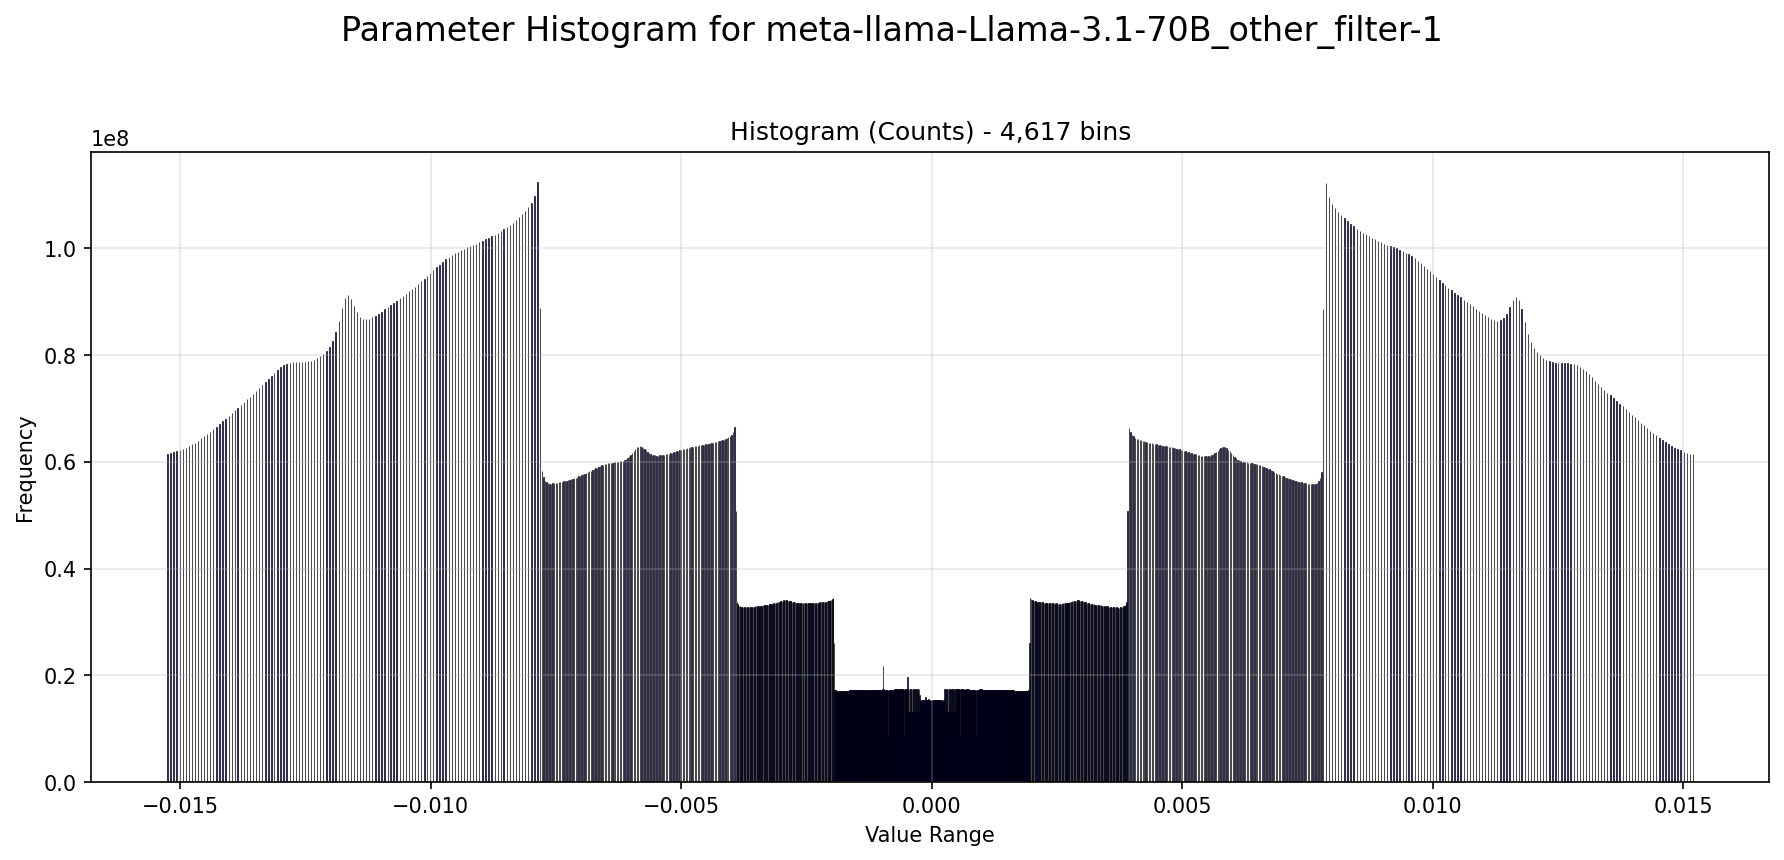 Parameter Histogram for meta-llama-Llama-3.1-70B_other_filter-1
Histogram (Counts) - 4,617 bins
1e8
1.0
0.8
0.6
0.4
0.2
0.0
Frequency
−0.015 −0.010 −0.005 0.000 0.005 0.010 0.015
Value Range